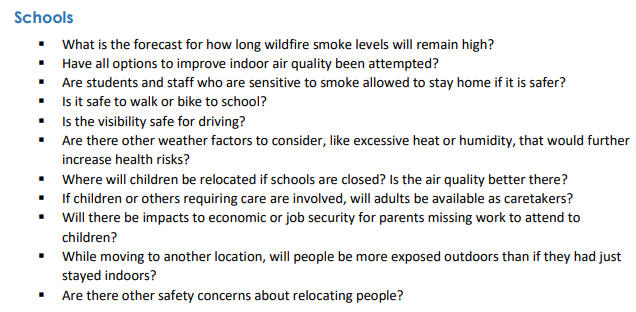 Schools
▪ What is the forecast for how long wildfire smoke levels will remain high?
▪ Have all options to improve indoor air quality been attempted?
▪ Are students and staff who are sensitive to smoke allowed to stay home if it is safer?
▪ Is it safe to walk or bike to school?
▪ Is the visibility safe for driving?
▪ Are there other weather factors to consider, like excessive heat or humidity, that would further
increase health risks?
▪ Where will children be relocated if schools are closed? Is the air quality better there?
▪ If children or others requiring care are involved, will adults be available as caretakers?
▪ Will there be impacts to economic or job security for parents missing work to attend to
children?
▪ While moving to another location, will people be more exposed outdoors than if they had just
stayed indoors?
▪ Are there other safety concerns about relocating people?